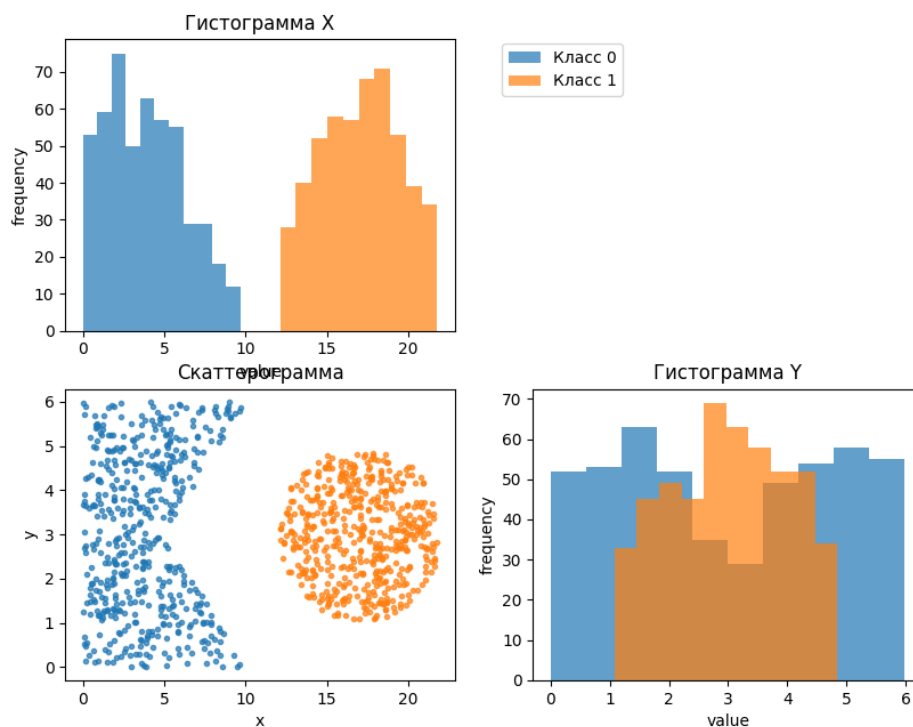 Гистограмма X
Класс 0
Класс 1
70
60
50
40
30
20
10
0
frequency
0 5 10 15 20
value
Скаттерограмма
6
5
4
3
2
1
0
y
0 5 10 15 20
x
Гистограмма Y
70
60
50
40
30
20
10
0
frequency
0 1 2 3 4 5 6
value